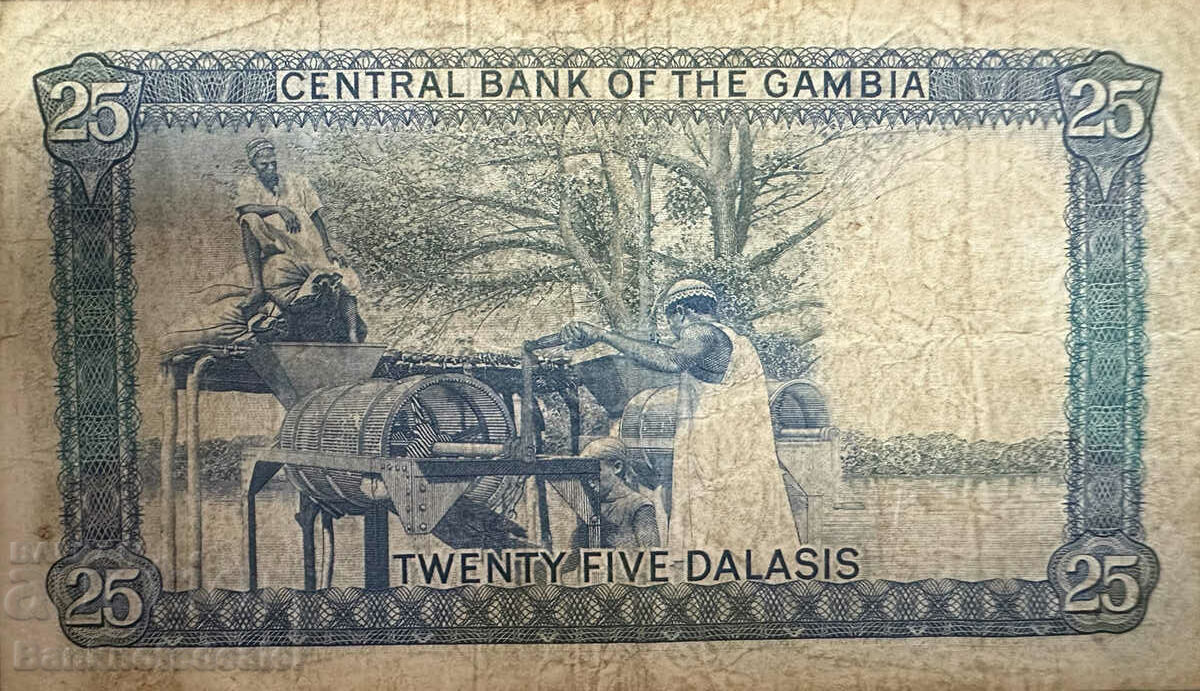 CENTRAL BANK OF THE GAMBIA
25 25
TWENTY FIVE DALASIS
25 25